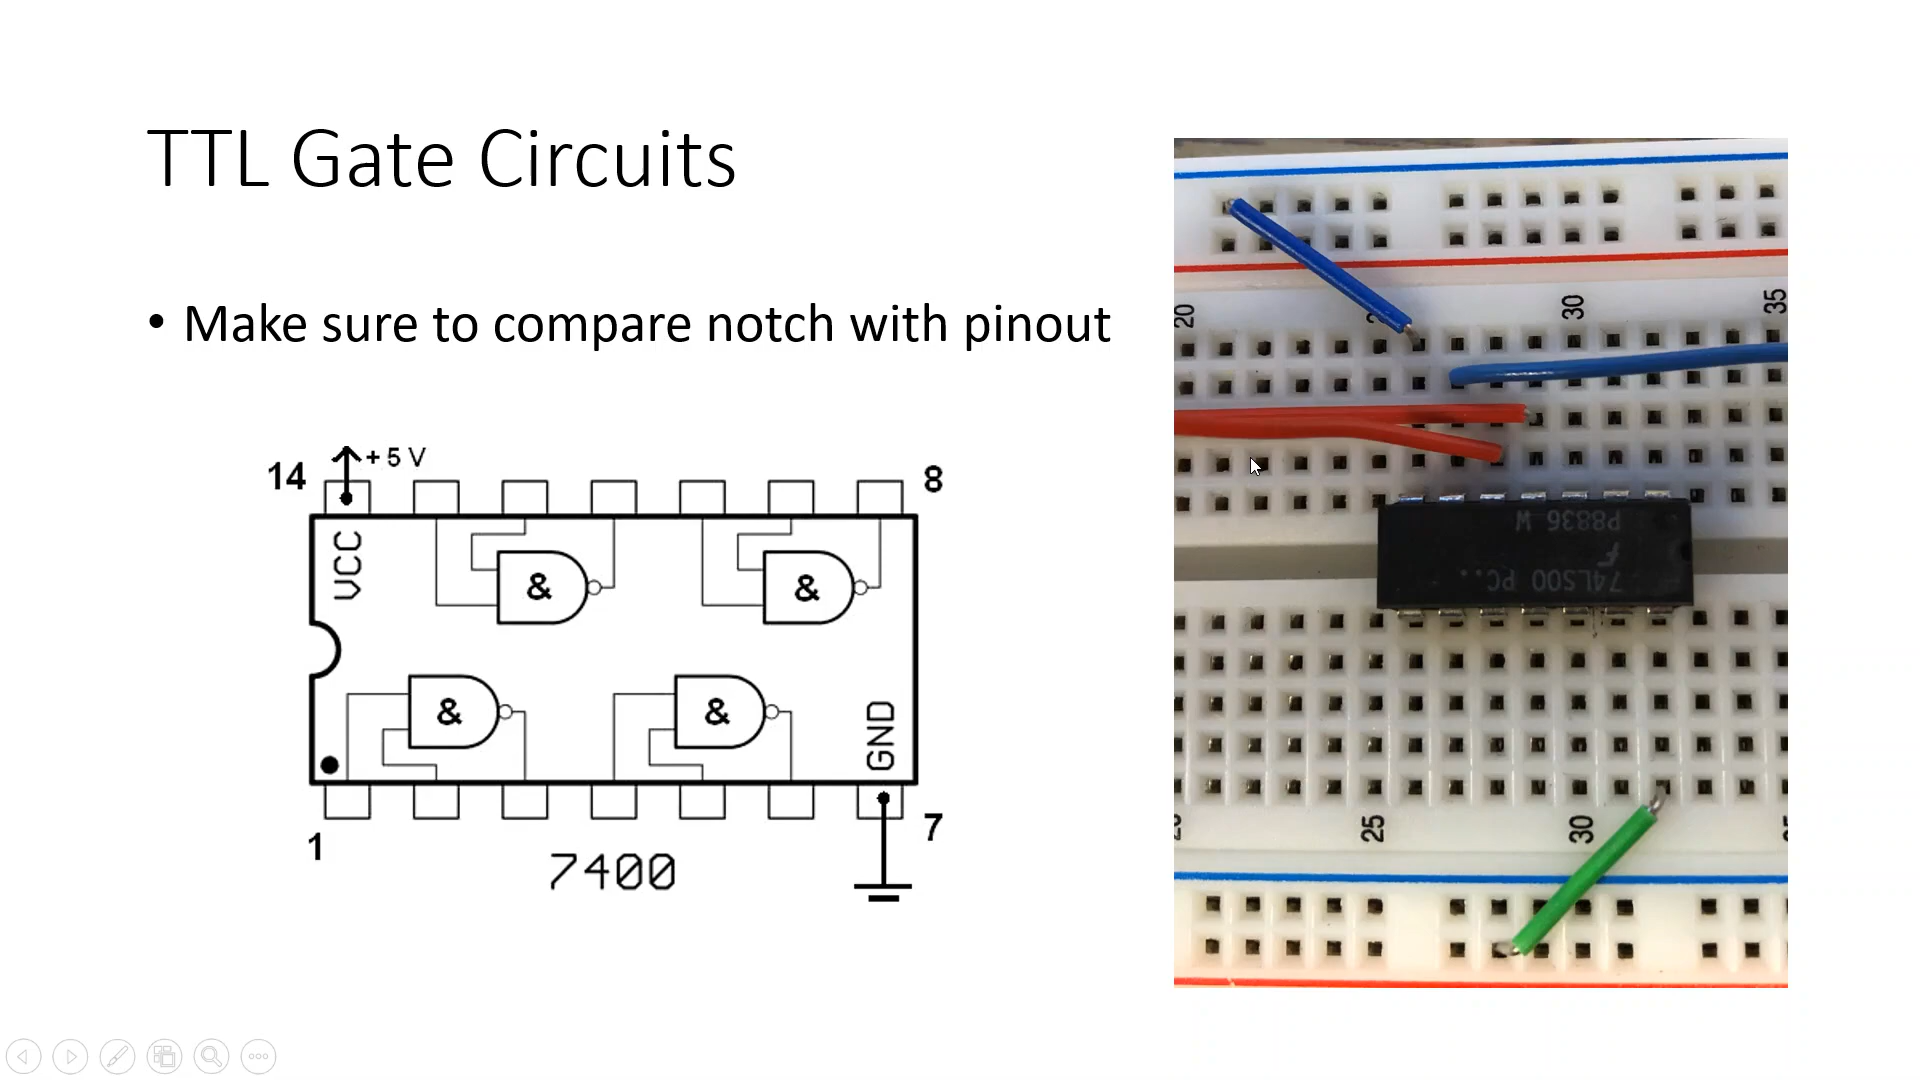 TTL Gate Circuits
• Make sure to compare notch with pinout
14
+ 5 V
8
VCC
&
&
&
&
GND
1
7
7400
20
30
35
P8836 W
74LS00 PC
25
30